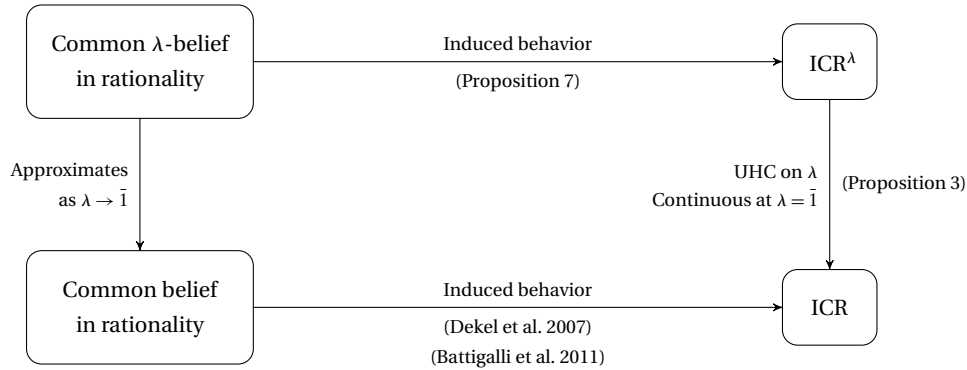 Common λ-belief
in rationality
Induced behavior
(Proposition 7)
ICR^λ
Approximates
as λ → 1̄
UHC on λ
Continuous at λ = 1̄
(Proposition 3)
Common belief
in rationality
Induced behavior
(Dekel et al. 2007)
(Battigalli et al. 2011)
ICR